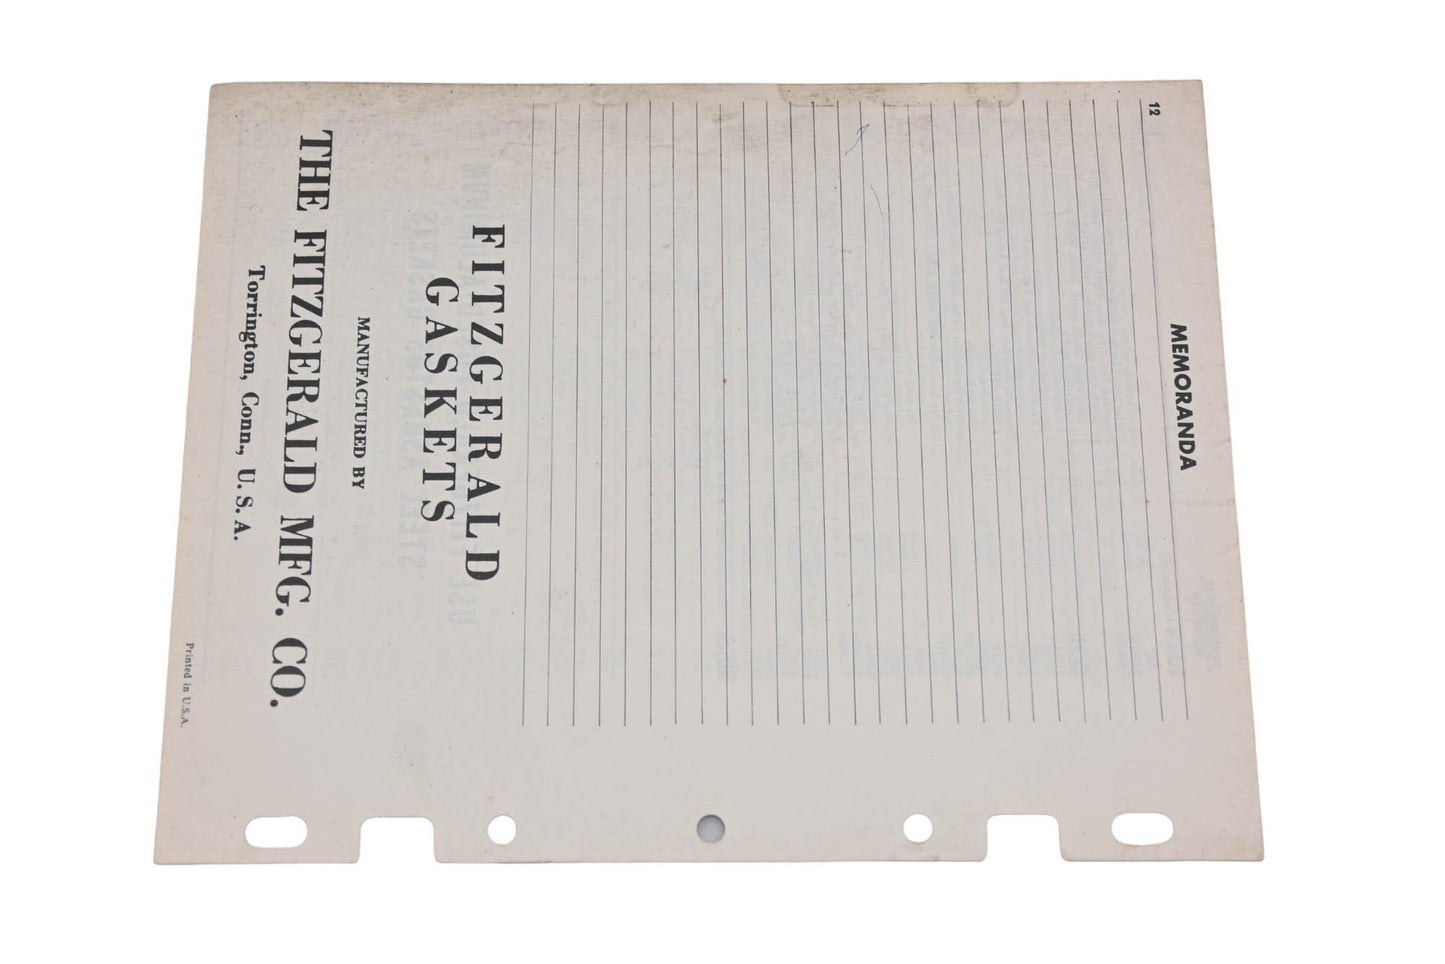 12
MEMORANDA
FITZGERALD
GASKETS
MANUFACTURED BY
THE FITZGERALD MFG. CO.
Torrington, Conn., U. S. A.
Printed in U.S.A.